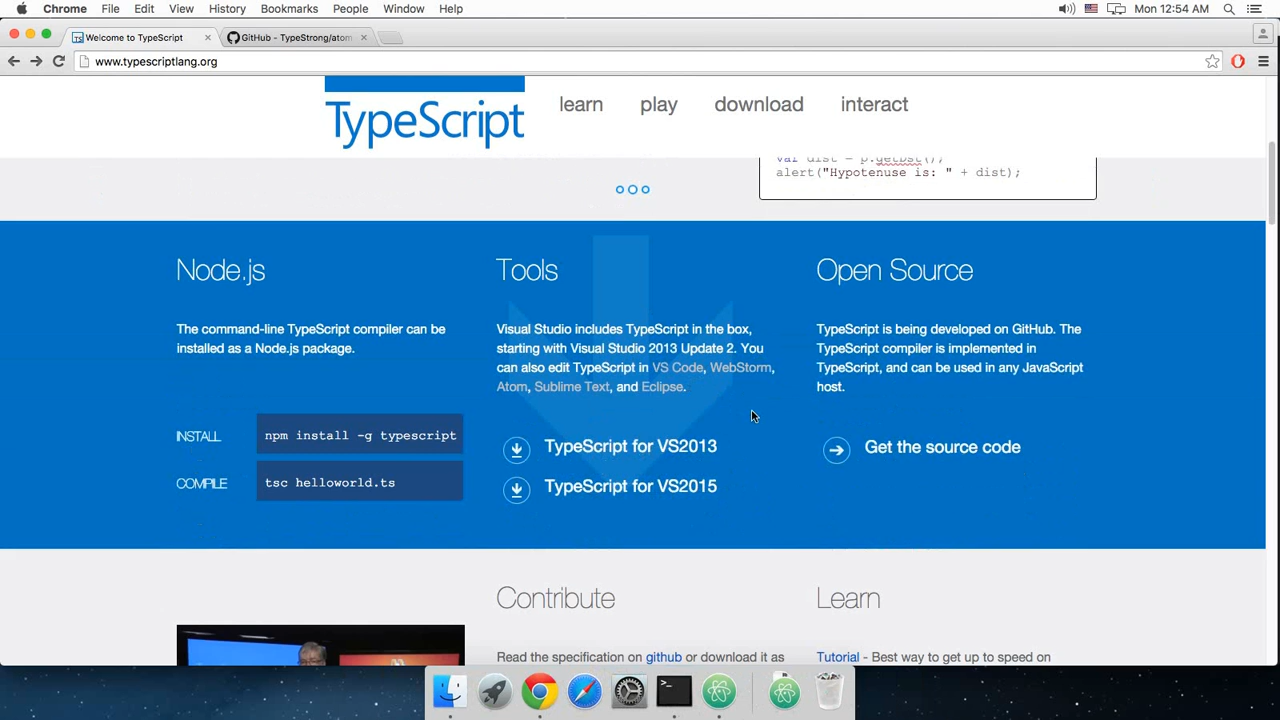 Chrome File Edit View History Bookmarks People Window Help Mon 12:54 AM
Welcome to TypeScript GitHub - TypeStrong/atom
www.typescriptlang.org
TypeScript learn play download interact
var dist = p.getDst();
alert("Hypotenuse is: " + dist);
Node.js
The command-line TypeScript compiler can be
installed as a Node.js package.
INSTALL npm install -g typescript
COMPILE tsc helloworld.ts
Tools
Visual Studio includes TypeScript in the box,
starting with Visual Studio 2013 Update 2. You
can also edit TypeScript in VS Code, WebStorm,
Atom, Sublime Text, and Eclipse.
TypeScript for VS2013
TypeScript for VS2015
Open Source
TypeScript is being developed on GitHub. The
TypeScript compiler is implemented in
TypeScript, and can be used in any JavaScript
host.
Get the source code
Contribute
Read the specification on github or download it as
Learn
Tutorial - Best way to get up to speed on